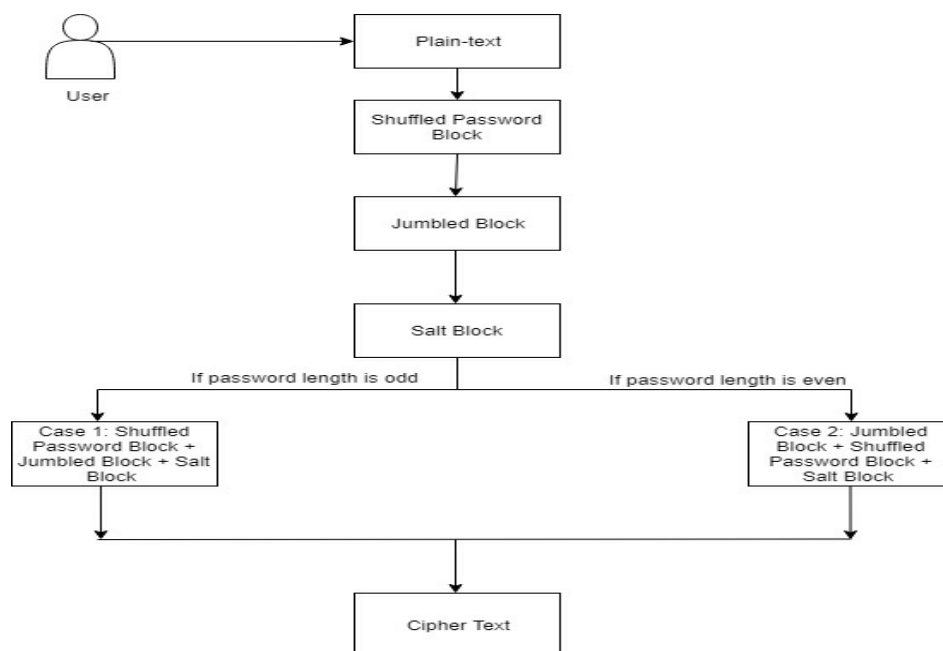 Plain-text
User
Shuffled Password
Block
Jumbled Block
Salt Block
If password length is odd
If password length is even
Case 1: Shuffled
Password Block +
Jumbled Block + Salt
Block
Case 2: Jumbled
Block + Shuffled
Password Block +
Salt Block
Cipher Text